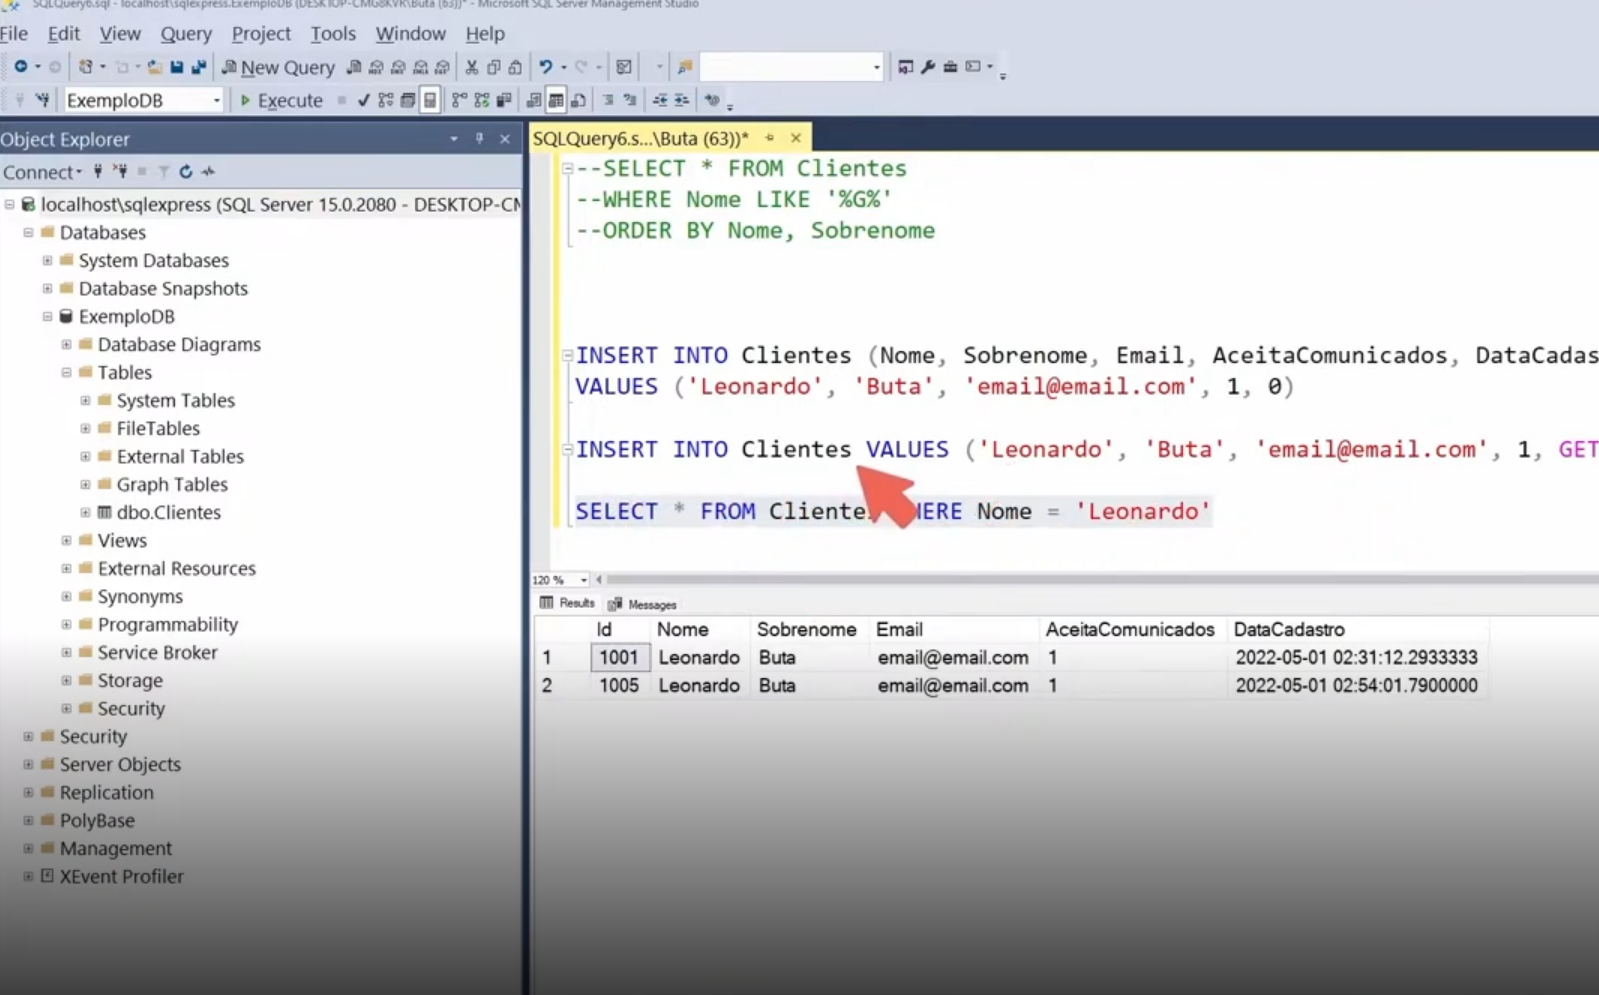 SQLQuery6.sql - localhost\sqlexpress.ExemploDB (DESKTOP-CMG8KVR\Buta (63))* - Microsoft SQL Server Management Studio
File Edit View Query Project Tools Window Help
New Query
ExemploDB Execute
Object Explorer
Connect
localhost\sqlexpress (SQL Server 15.0.2080 - DESKTOP-CM
Databases
System Databases
Database Snapshots
ExemploDB
Database Diagrams
Tables
System Tables
FileTables
External Tables
Graph Tables
dbo.Clientes
Views
External Resources
Synonyms
Programmability
Service Broker
Storage
Security
Security
Server Objects
Replication
PolyBase
Management
XEvent Profiler
SQLQuery6.s...\Buta (63))*
--SELECT * FROM Clientes
--WHERE Nome LIKE '%G%'
--ORDER BY Nome, Sobrenome
INSERT INTO Clientes (Nome, Sobrenome, Email, AceitaComunicados, DataCadas
VALUES ('Leonardo', 'Buta', 'email@email.com', 1, 0)
INSERT INTO Clientes VALUES ('Leonardo', 'Buta', 'email@email.com', 1, GET
SELECT * FROM Cliente HERE Nome = 'Leonardo'
120 %
Results Messages
Id Nome Sobrenome Email AceitaComunicados DataCadastro
1 1001 Leonardo Buta email@email.com 1 2022-05-01 02:31:12.2933333
2 1005 Leonardo Buta email@email.com 1 2022-05-01 02:54:01.7900000